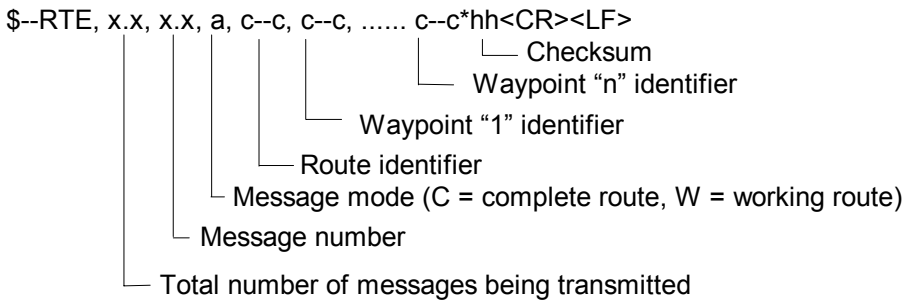 $--RTE, x.x, x.x, a, c--c, c--c, ...... c--c*hh<CR><LF>
Checksum
Waypoint “n” identifier
Waypoint “1” identifier
Route identifier
Message mode (C = complete route, W = working route)
Message number
Total number of messages being transmitted